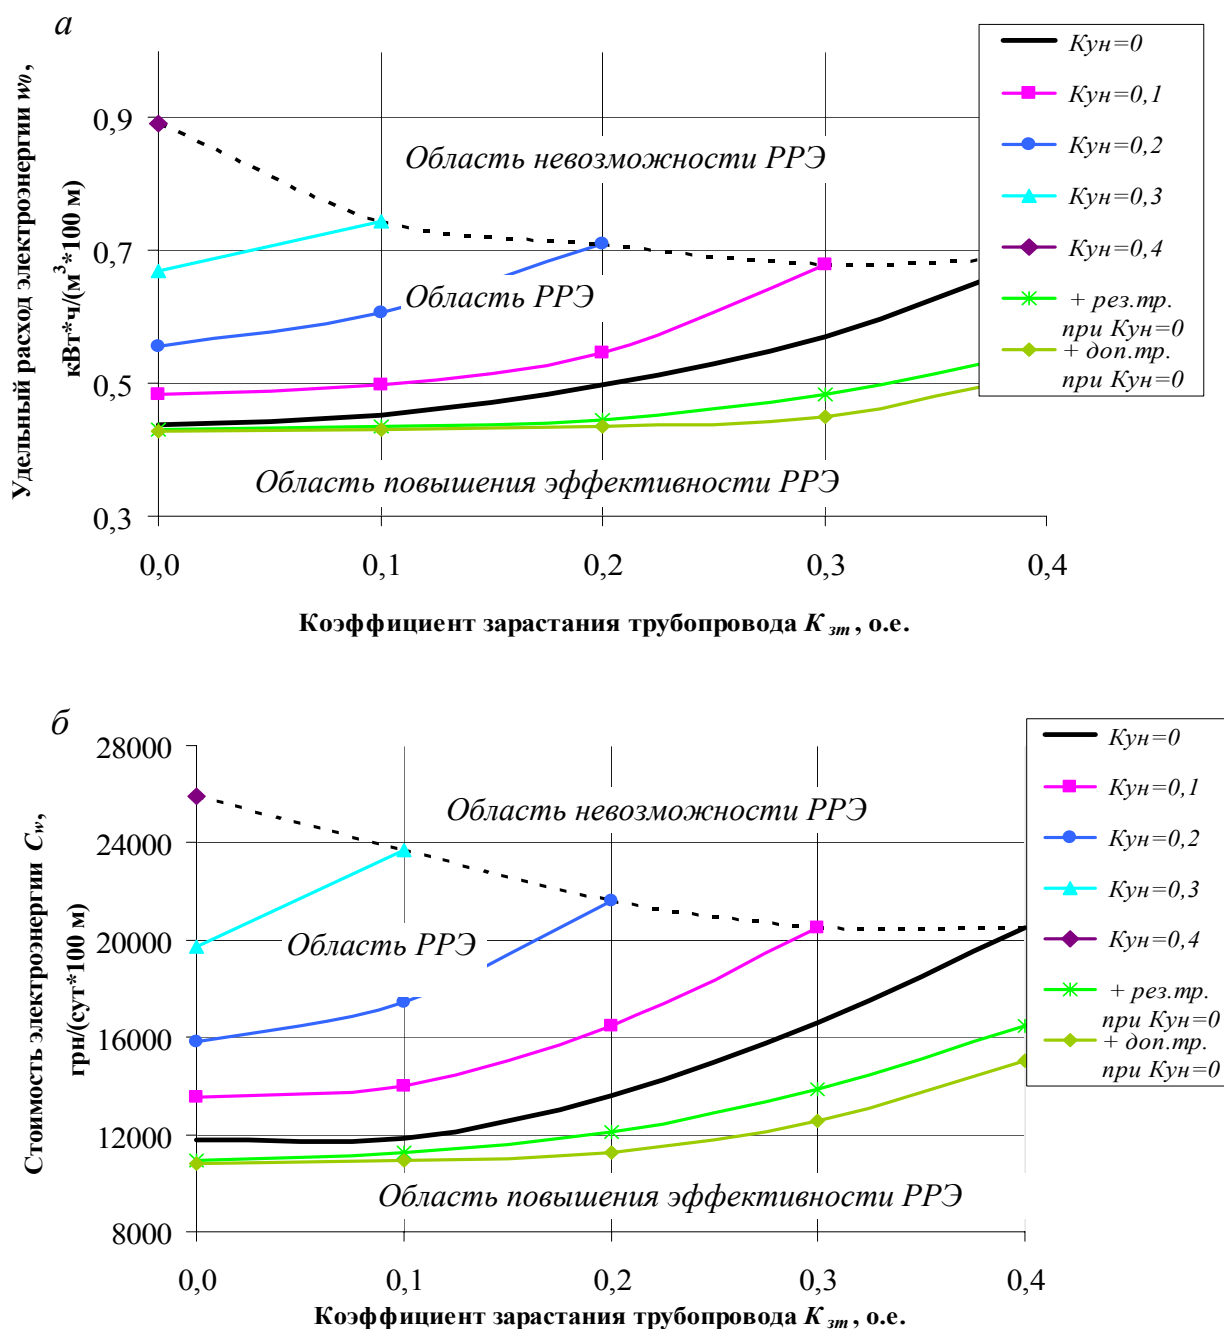 а
Удельный расход электроэнергии w₀,
кВт*ч/(м³*100 м)
0,9
0,7
0,5
0,3
0,0
0,1
0,2
0,3
0,4
Область невозможности РРЭ
Область РРЭ
Область повышения эффективности РРЭ
Коэффициент зарастания трубопровода К зт, о.е.
Кун=0
Кун=0,1
Кун=0,2
Кун=0,3
Кун=0,4
+ рез.тр.
при Кун=0
+ доп.тр.
при Кун=0
б
Стоимость электроэнергии Cw,
грн/(сут*100 м)
28000
24000
20000
16000
12000
8000
0,0
0,1
0,2
0,3
0,4
Область невозможности РРЭ
Область РРЭ
Область повышения эффективности РРЭ
Коэффициент зарастания трубопровода К зт, о.е.
Кун=0
Кун=0,1
Кун=0,2
Кун=0,3
Кун=0,4
+ рез.тр.
при Кун=0
+ доп.тр.
при Кун=0